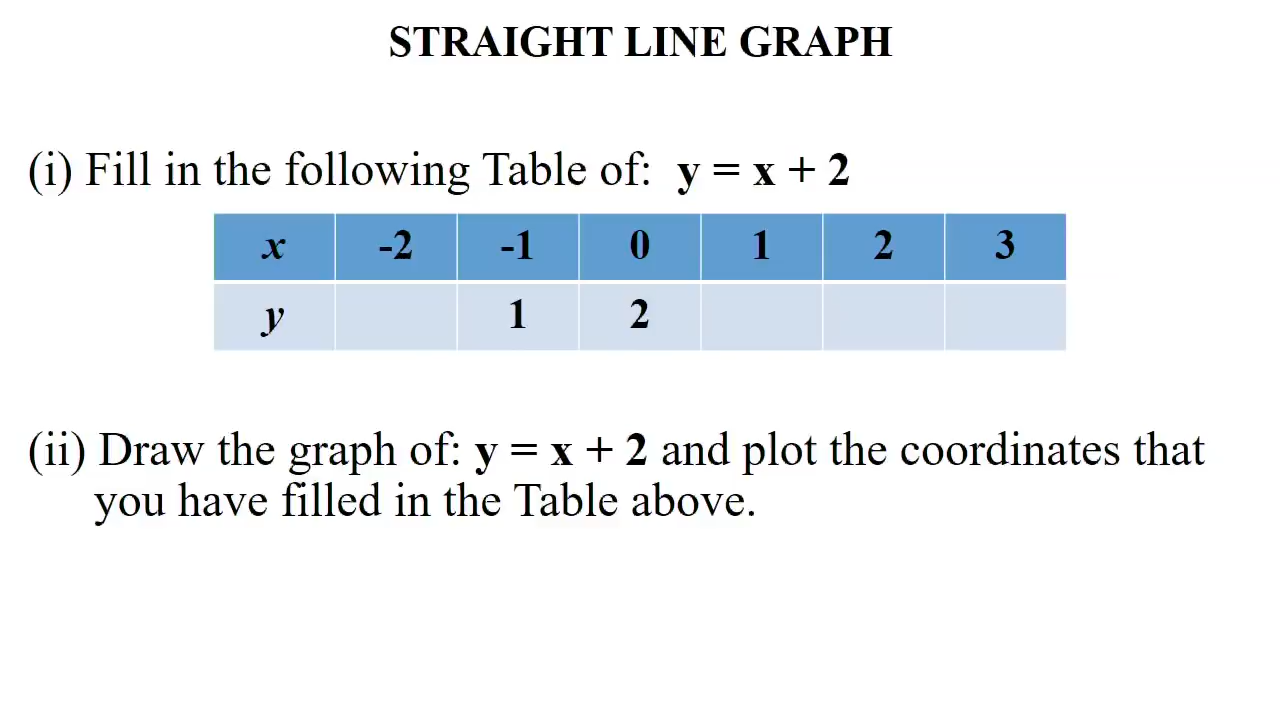 STRAIGHT LINE GRAPH
(i) Fill in the following Table of: y = x + 2
x -2 -1 0 1 2 3
y 1 2
(ii) Draw the graph of: y = x + 2 and plot the coordinates that
you have filled in the Table above.